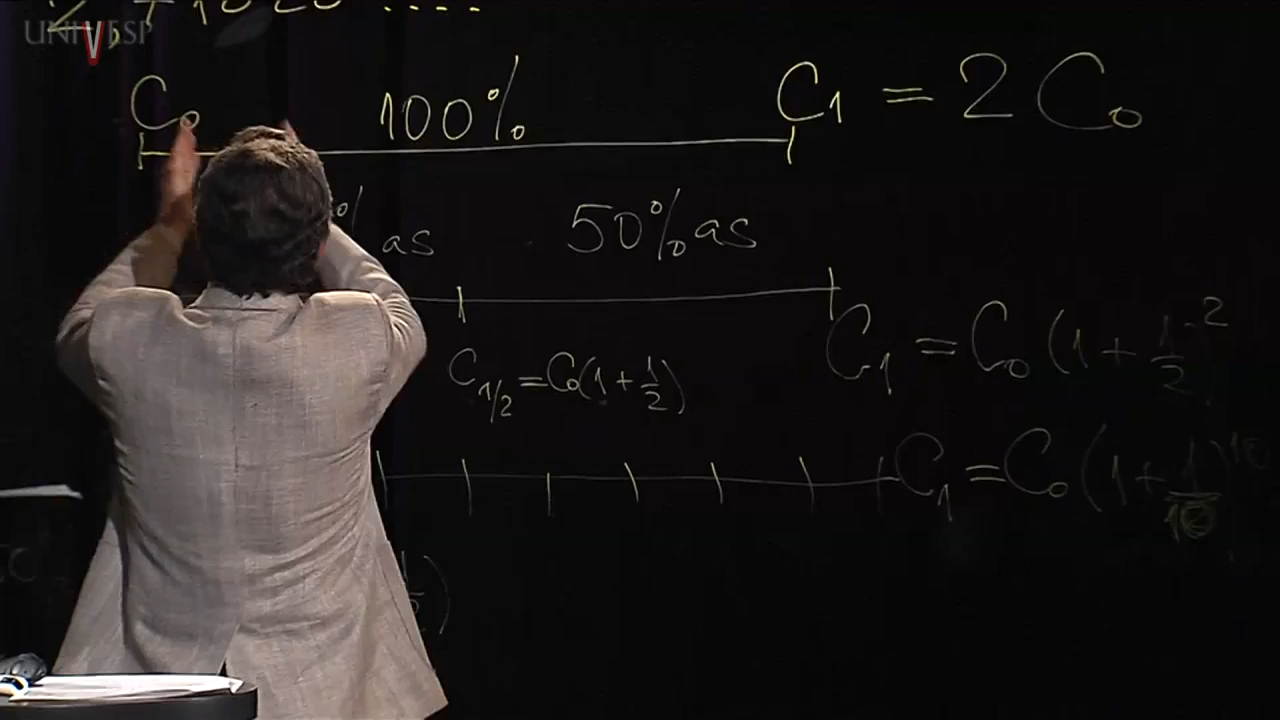 UNIVESP
C₀ 100% C₁ = 2C₀
% as 50% as
C₁/₂ = C₀(1 + 1/2) C₁ = C₀(1 + 1/2)²
C₁ = C₀(1 + 1/10)¹⁰